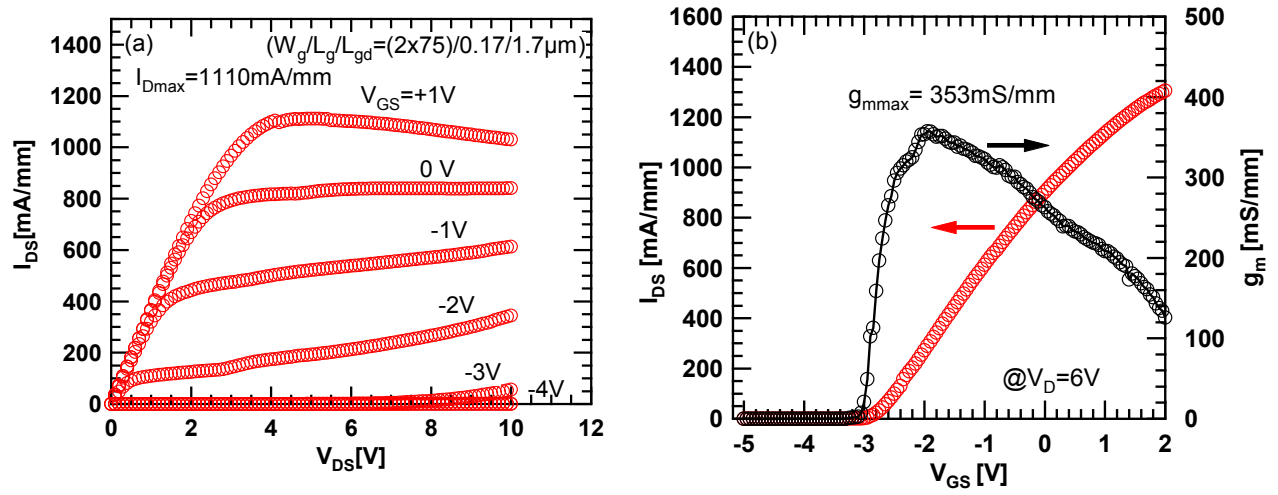 (a)
(W_g/L_g/L_gd=(2x75)/0.17/1.7µm)
I_Dmax=1110mA/mm
V_GS=+1V
0 V
-1V
-2V
-3V
-4V
1400
1200
1000
800
600
400
200
0
I_DS[mA/mm]
0 2 4 6 8 10 12
V_DS[V]
(b)
g_mmax= 353mS/mm
@V_D=6V
1600
1400
1200
1000
800
600
400
200
0
I_DS [mA/mm]
500
400
300
200
100
0
g_m [mS/mm]
-5 -4 -3 -2 -1 0 1 2
V_GS [V]